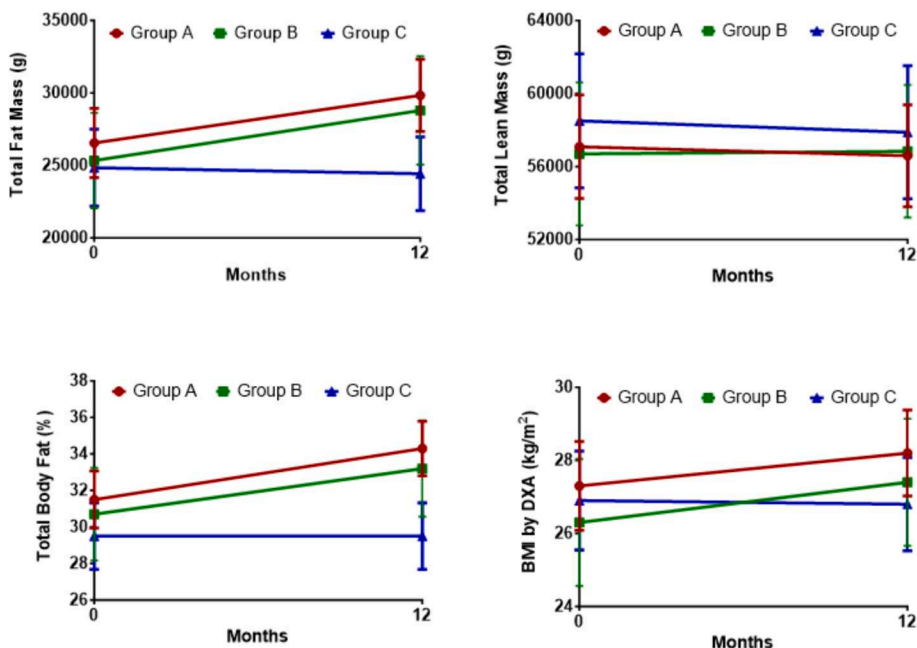 Total Fat Mass (g)
35000
30000
25000
20000
Group A Group B Group C
0 12
Months
Total Lean Mass (g)
64000
60000
56000
52000
Group A Group B Group C
0 12
Months
Total Body Fat (%)
38
36
34
32
30
28
26
Group A Group B Group C
0 12
Months
BMI by DXA (kg/m²)
30
28
26
24
Group A Group B Group C
0 12
Months